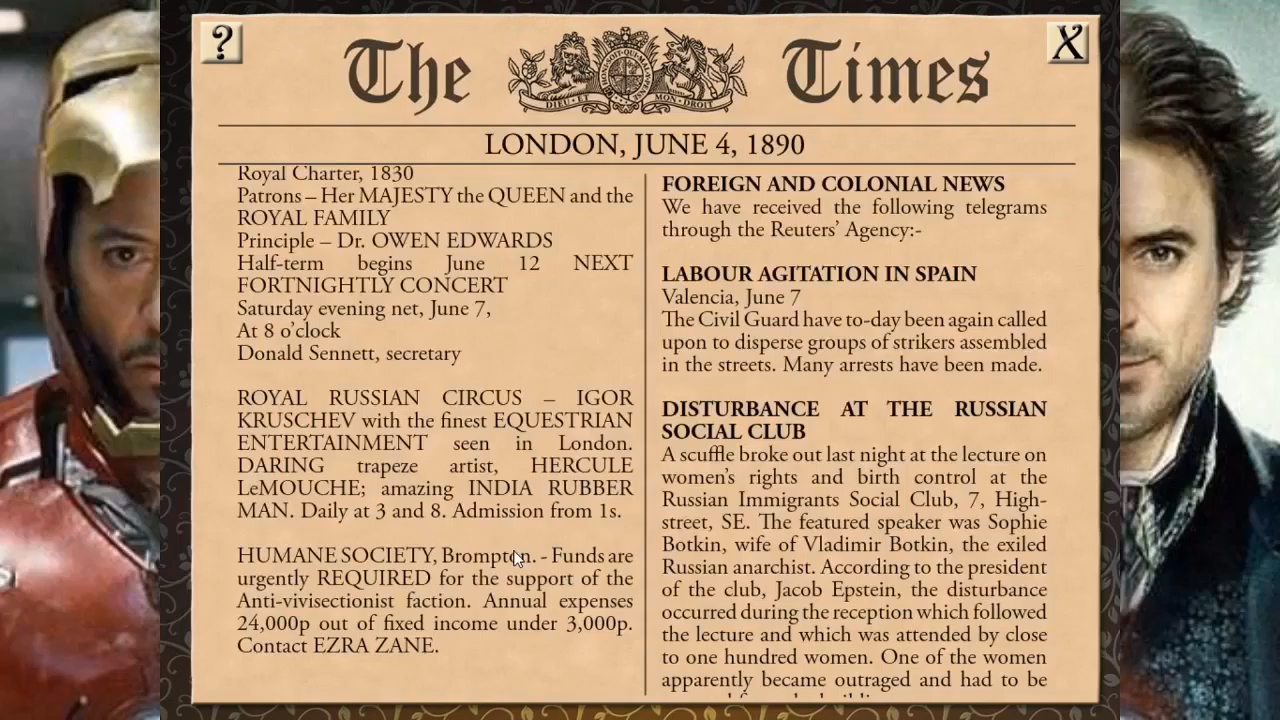 ?
X
The Times
DIEU · ET MON · DROIT
LONDON, JUNE 4, 1890
Royal Charter, 1830
Patrons – Her MAJESTY the QUEEN and the
ROYAL FAMILY
Principle – Dr. OWEN EDWARDS
Half-term begins June 12 NEXT
FORTNIGHTLY CONCERT
Saturday evening net, June 7,
At 8 o'clock
Donald Sennett, secretary
ROYAL RUSSIAN CIRCUS – IGOR
KRUSCHEV with the finest EQUESTRIAN
ENTERTAINMENT seen in London.
DARING trapeze artist, HERCULE
LeMOUCHE; amazing INDIA RUBBER
MAN. Daily at 3 and 8. Admission from 1s.
HUMANE SOCIETY, Brompton. - Funds are
urgently REQUIRED for the support of the
Anti-vivisectionist faction. Annual expenses
24,000p out of fixed income under 3,000p.
Contact EZRA ZANE.
FOREIGN AND COLONIAL NEWS
We have received the following telegrams
through the Reuters' Agency:-
LABOUR AGITATION IN SPAIN
Valencia, June 7
The Civil Guard have to-day been again called
upon to disperse groups of strikers assembled
in the streets. Many arrests have been made.
DISTURBANCE AT THE RUSSIAN
SOCIAL CLUB
A scuffle broke out last night at the lecture on
women's rights and birth control at the
Russian Immigrants Social Club, 7, High-
street, SE. The featured speaker was Sophie
Botkin, wife of Vladimir Botkin, the exiled
Russian anarchist. According to the president
of the club, Jacob Epstein, the disturbance
occurred during the reception which followed
the lecture and which was attended by close
to one hundred women. One of the women
apparently became outraged and had to be